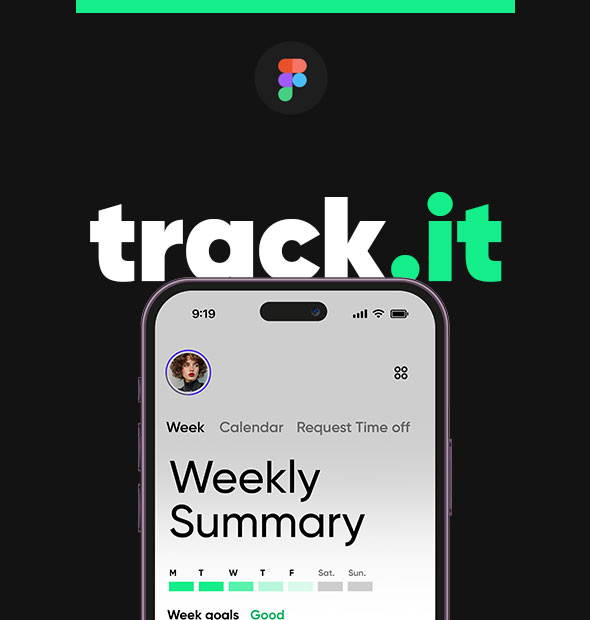 track.it
9:19
Week Calendar Request Time off
Weekly
Summary
M T W T F Sat. Sun.
Week goals Good